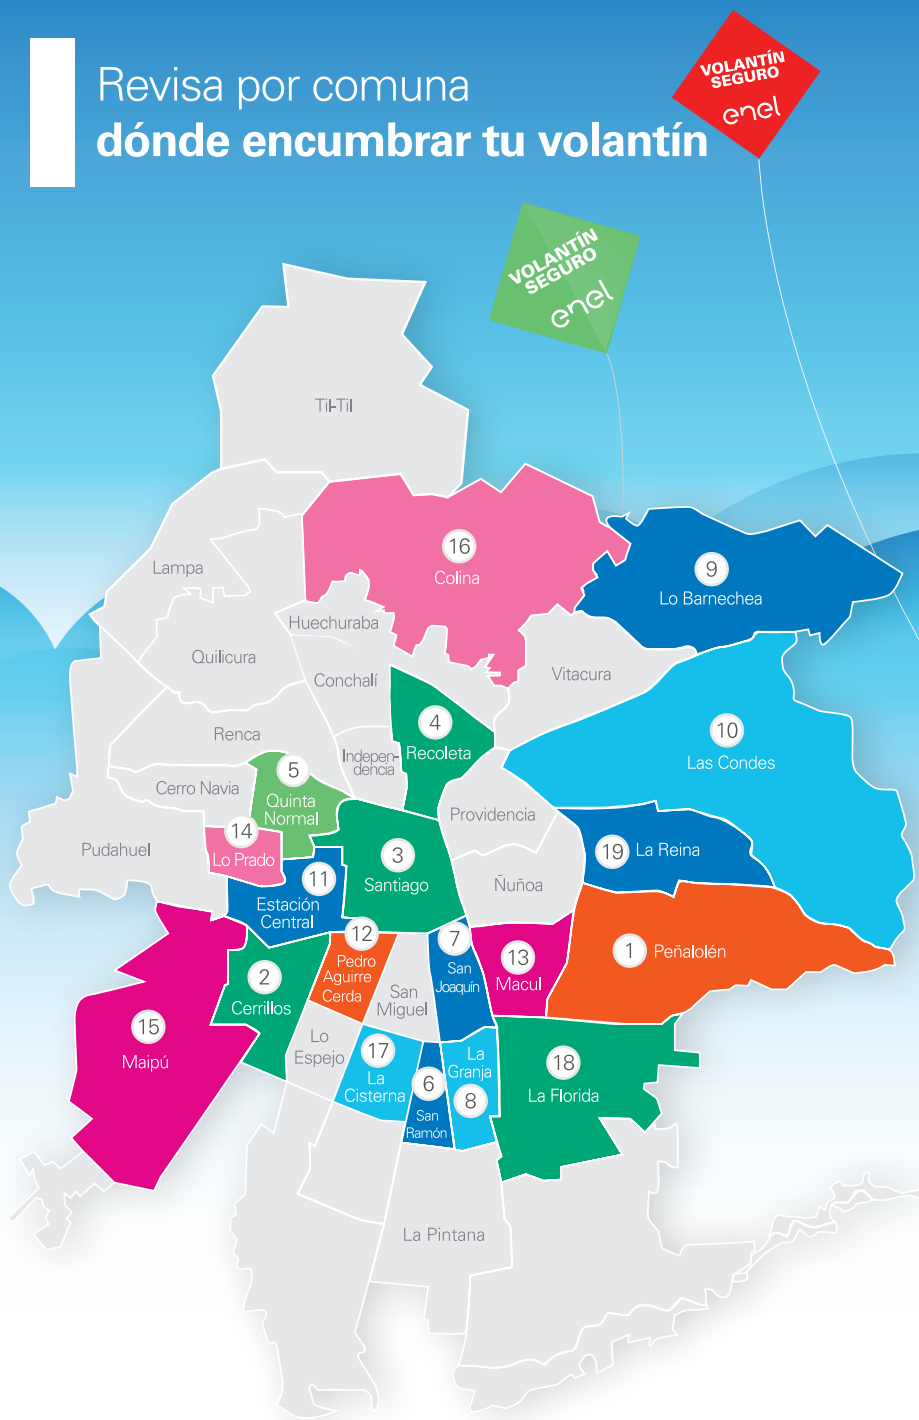 Revisa por comuna
dónde encumbrar tu volantín
VOLANTÍN
SEGURO
enel
VOLANTÍN
SEGURO
enel
Til-Til
16
Colina
Lampa
9
Lo Barnechea
Huechuraba
Quilicura
Conchalí
Vitacura
4
Recoleta
10
Las Condes
Renca
Indepen-
dencia
5
Quinta
Normal
Cerro Navia
Providencia
14
Lo Prado
Pudahuel
3
Santiago
19
La Reina
11
Estación
Central
Ñuñoa
12
Pedro
Aguirre
Cerda
7
San
Joaquín
13
Macul
1
Peñalolén
2
Cerrillos
San
Miguel
15
Maipú
Lo
Espejo
17
La
Cisterna
La
Granja
8
6
San
Ramón
18
La Florida
La Pintana